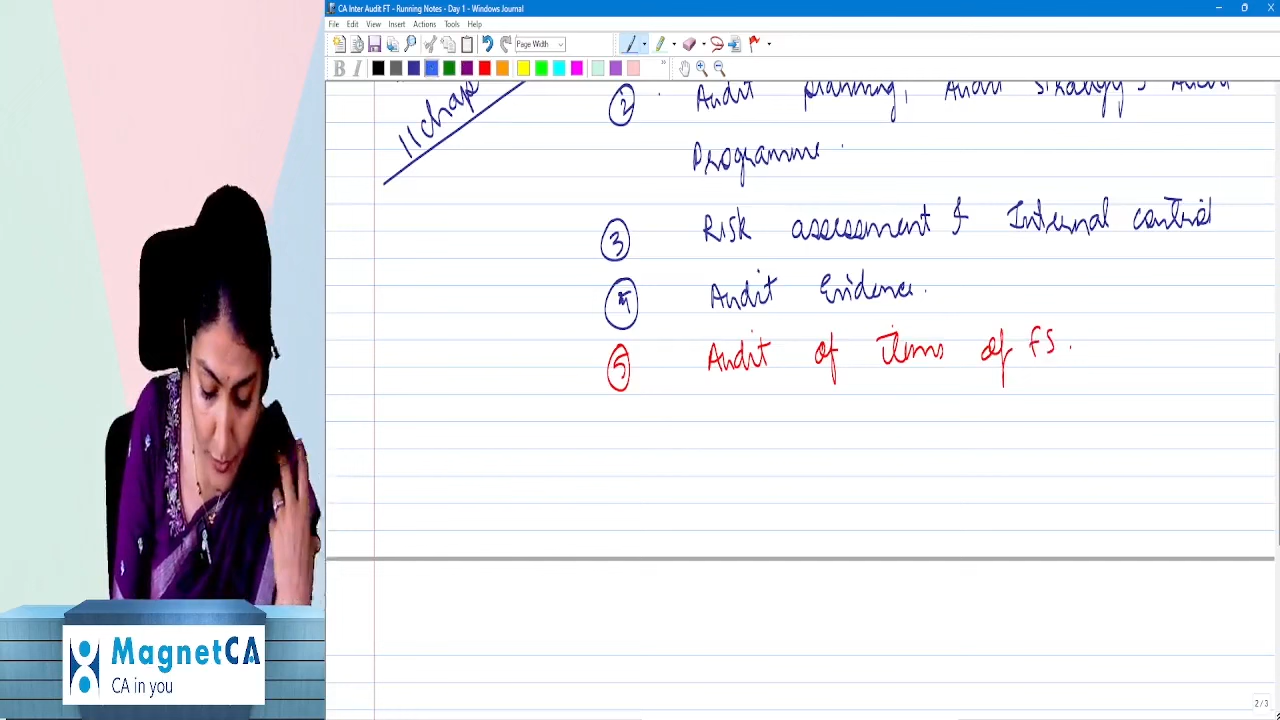 CA Inter Audit FT - Running Notes - Day 1 - Windows Journal
File Edit View Insert Actions Tools Help
Page Width
11 chap
② Audit planning, Audit Strategy & Audit
Programme.
③ Risk assessment & Internal control
④ Audit Evidence.
⑤ Audit of items of FS.
MagnetCA
CA in you
2/3